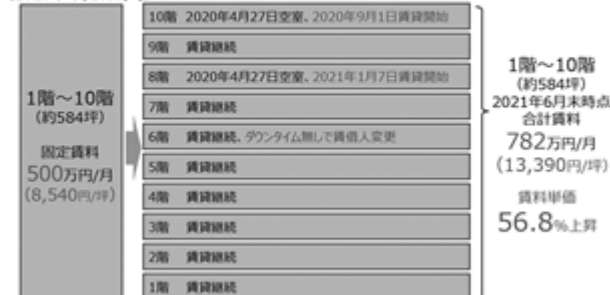 1階～10階
(約584坪)
固定賃料
500万円/月
(8,540円/坪)
10階 2020年4月27日空室、2020年9月1日賃貸開始
9階 賃貸継続
8階 2020年4月27日空室、2021年1月7日賃貸開始
7階 賃貸継続
6階 賃貸継続、ダウンタイム無しで賃借人変更
5階 賃貸継続
4階 賃貸継続
3階 賃貸継続
2階 賃貸継続
1階 賃貸継続
1階～10階
(約584坪)
2021年6月末時点
合計賃料
782万円/月
(13,390円/坪)
賃料単価
56.8%上昇